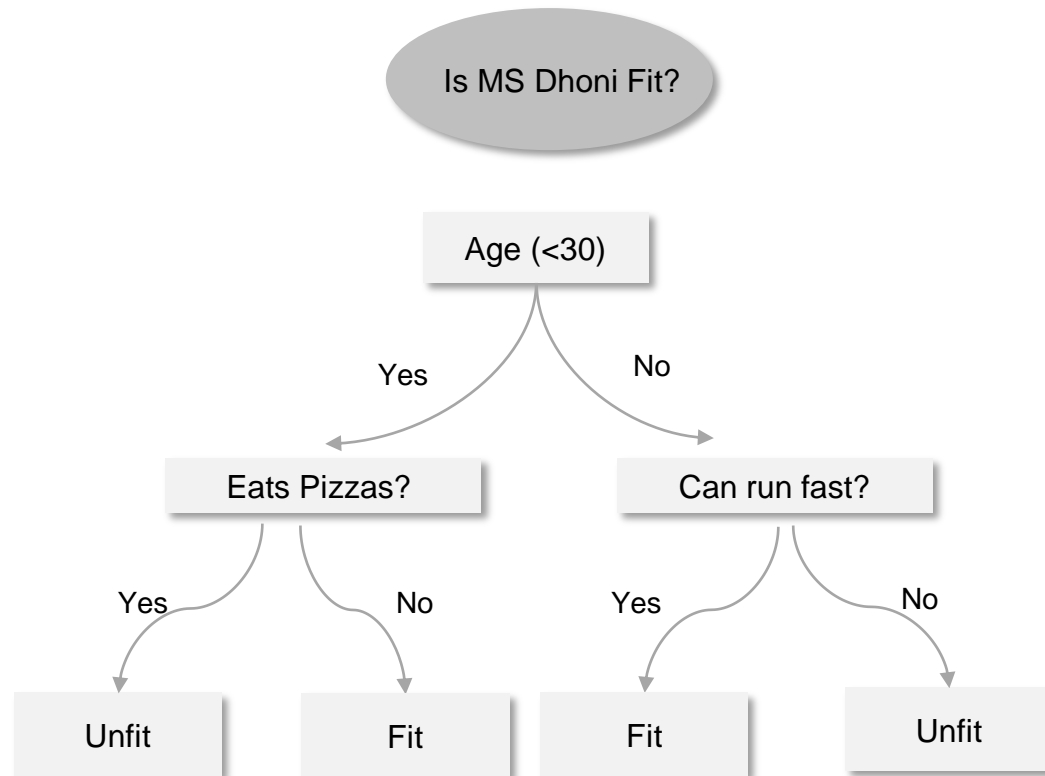 Is MS Dhoni Fit?
Age (<30)
Yes
No
Eats Pizzas?
Can run fast?
Yes
No
Yes
No
Unfit
Fit
Fit
Unfit